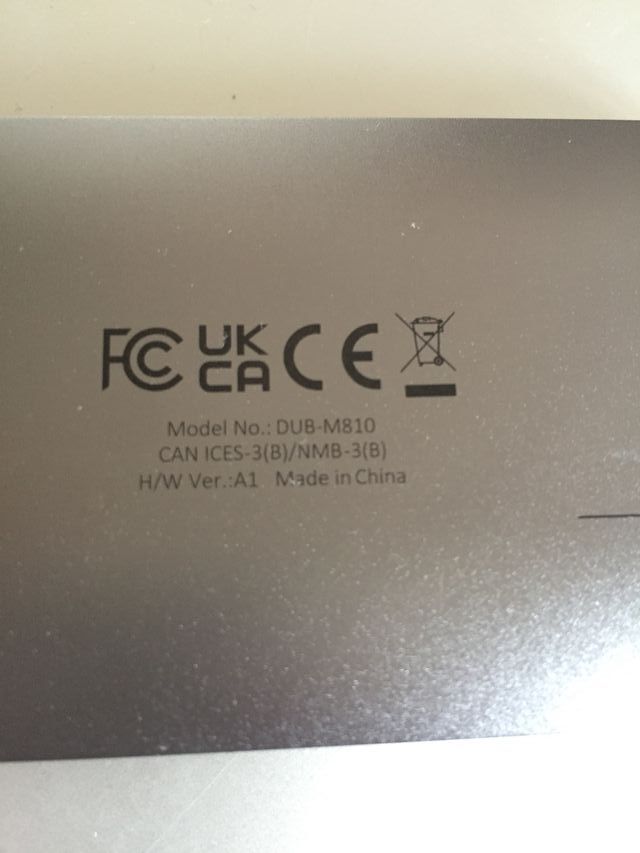 FC UK CA CE
Model No.: DUB-M810
CAN ICES-3(B)/NMB-3(B)
H/W Ver.:A1 Made in China